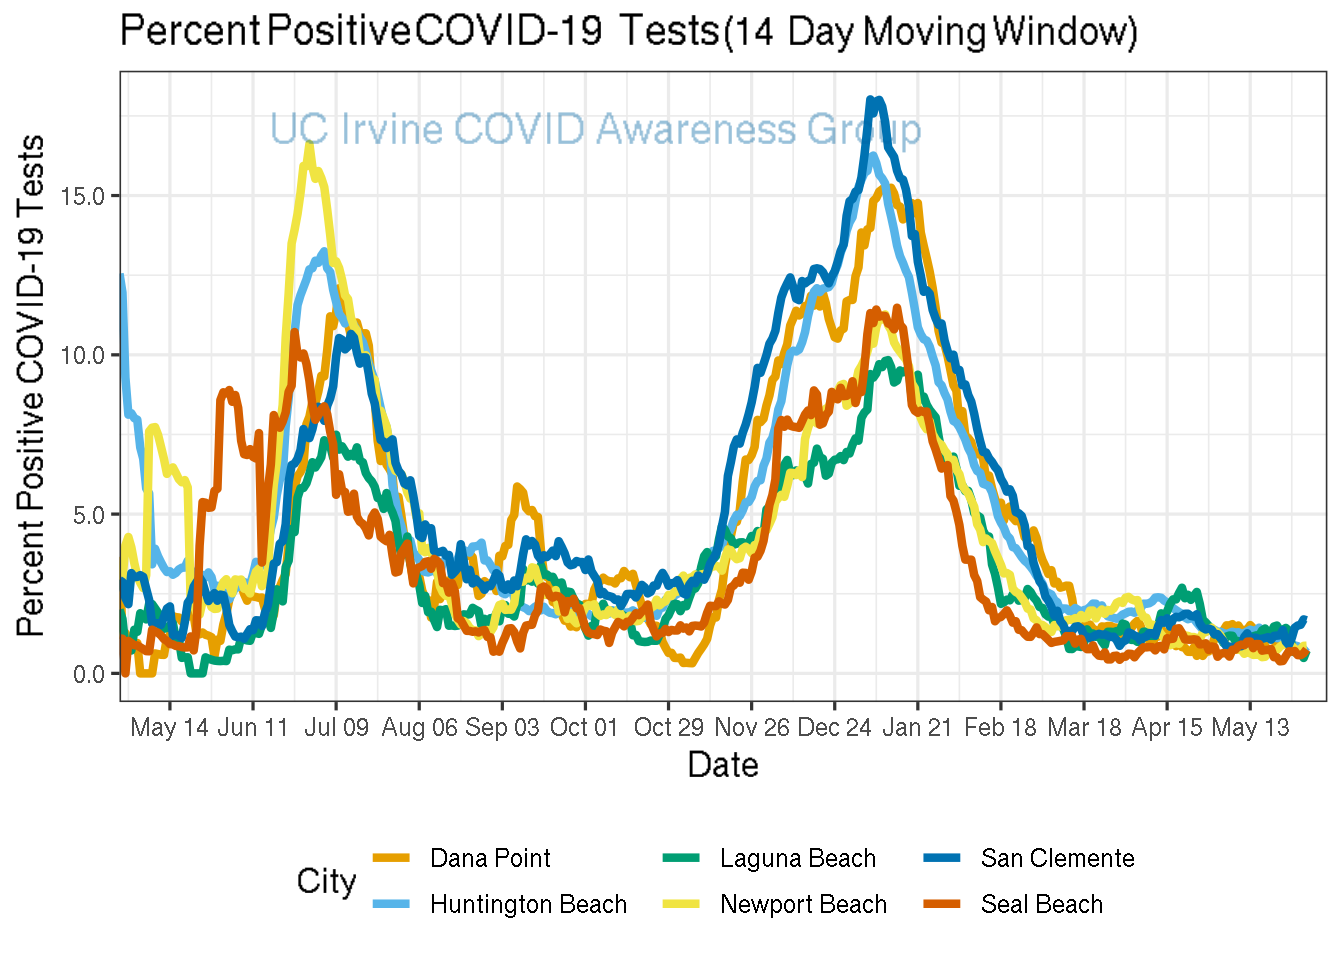 Percent Positive COVID-19 Tests (14 Day Moving Window)
UC Irvine COVID Awareness Group
Percent Positive COVID-19 Tests
15.0
10.0
5.0
0.0
May 14 Jun 11 Jul 09 Aug 06 Sep 03 Oct 01 Oct 29 Nov 26 Dec 24 Jan 21 Feb 18 Mar 18 Apr 15 May 13
Date
City
Dana Point Laguna Beach San Clemente
Huntington Beach Newport Beach Seal Beach